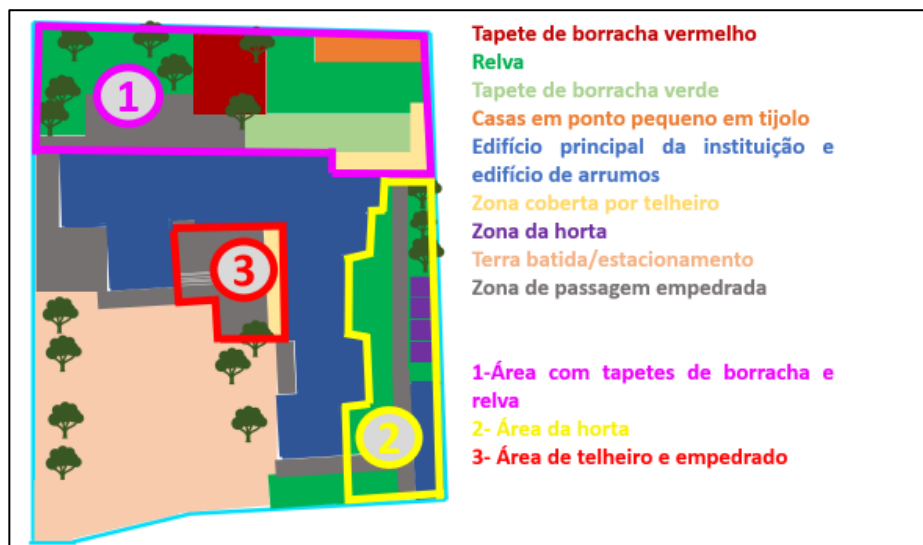 1
2
3
Tapete de borracha vermelho
Relva
Tapete de borracha verde
Casas em ponto pequeno em tijolo
Edifício principal da instituição e
edifício de arrumos
Zona coberta por telheiro
Zona da horta
Terra batida/estacionamento
Zona de passagem empedrada
1-Área com tapetes de borracha e
relva
2- Área da horta
3- Área de telheiro e empedrado